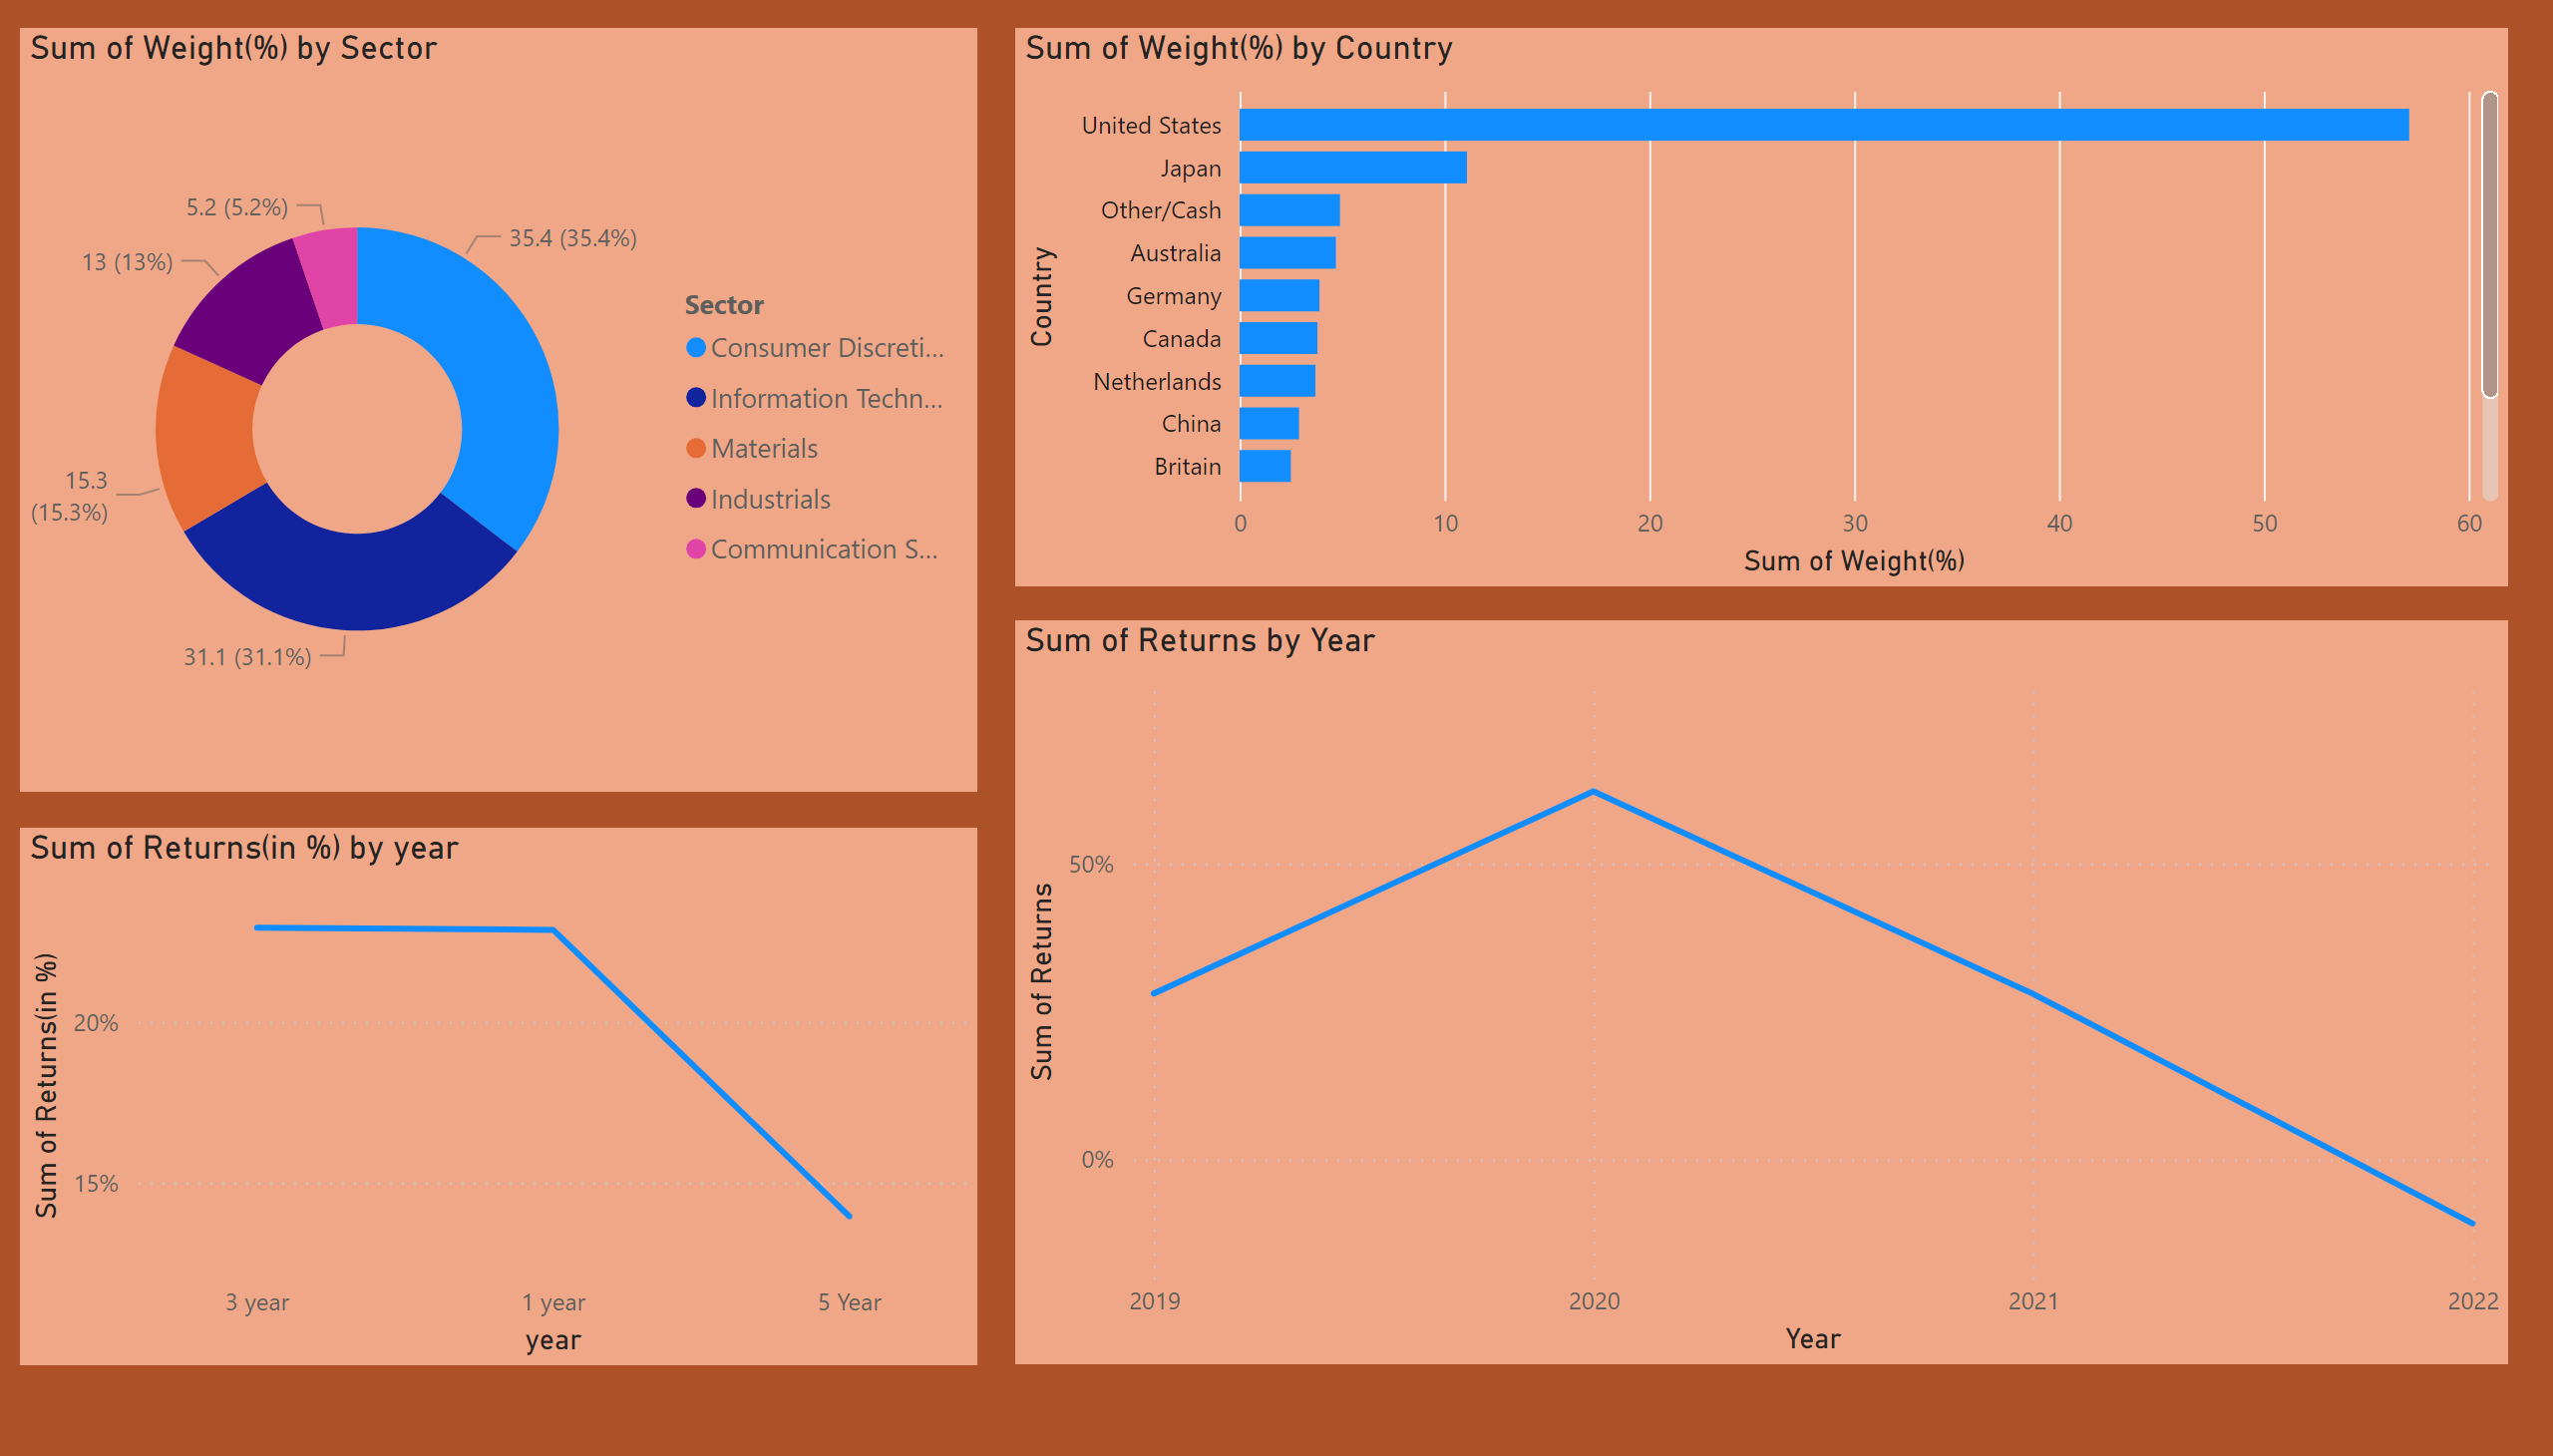 Sum of Weight(%) by Sector
5.2 (5.2%)
35.4 (35.4%)
13 (13%)
15.3
(15.3%)
31.1 (31.1%)
Sector
Consumer Discreti...
Information Techn...
Materials
Industrials
Communication S...
Sum of Weight(%) by Country
Country
United States
Japan
Other/Cash
Australia
Germany
Canada
Netherlands
China
Britain
0 10 20 30 40 50 60
Sum of Weight(%)
Sum of Returns(in %) by year
Sum of Returns(in %)
20%
15%
3 year 1 year 5 Year
year
Sum of Returns by Year
Sum of Returns
50%
0%
2019 2020 2021 2022
Year